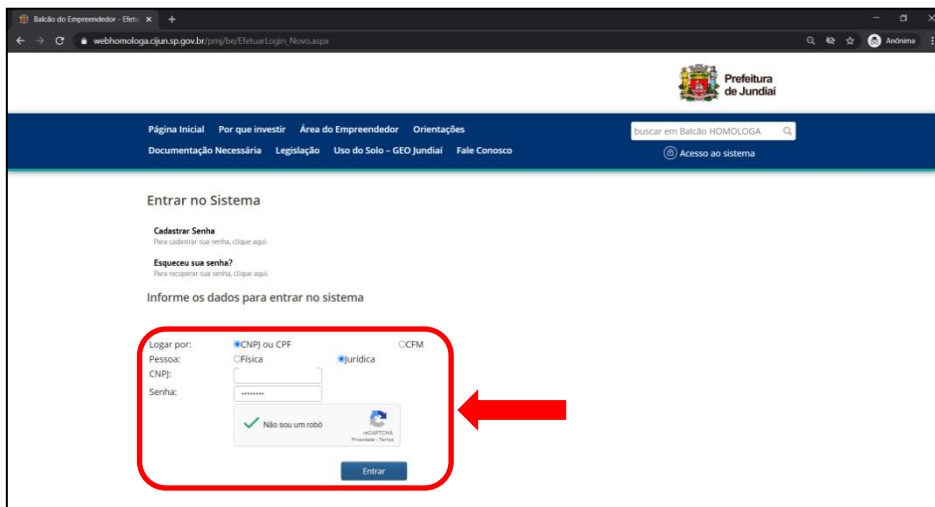 Balcão do Empreendedor - Efetu
webhomologa.cijun.sp.gov.br/pmj/be/EfetuarLogin_Novo.aspx
Anônima
Prefeitura
de Jundiaí
Página Inicial Por que investir Área do Empreendedor Orientações
buscar em Balcão HOMOLOGA
Documentação Necessária Legislação Uso do Solo – GEO Jundiaí Fale Conosco
Acesso ao sistema
Entrar no Sistema
Cadastrar Senha
Para cadastrar sua senha, clique aqui.
Esqueceu sua senha?
Para recuperar sua senha, clique aqui.
Informe os dados para entrar no sistema
Logar por: CNPJ ou CPF CFM
Pessoa: Física Jurídica
CNPJ:
Senha: ••••••••
Não sou um robô
reCAPTCHA
Privacidade - Termos
Entrar